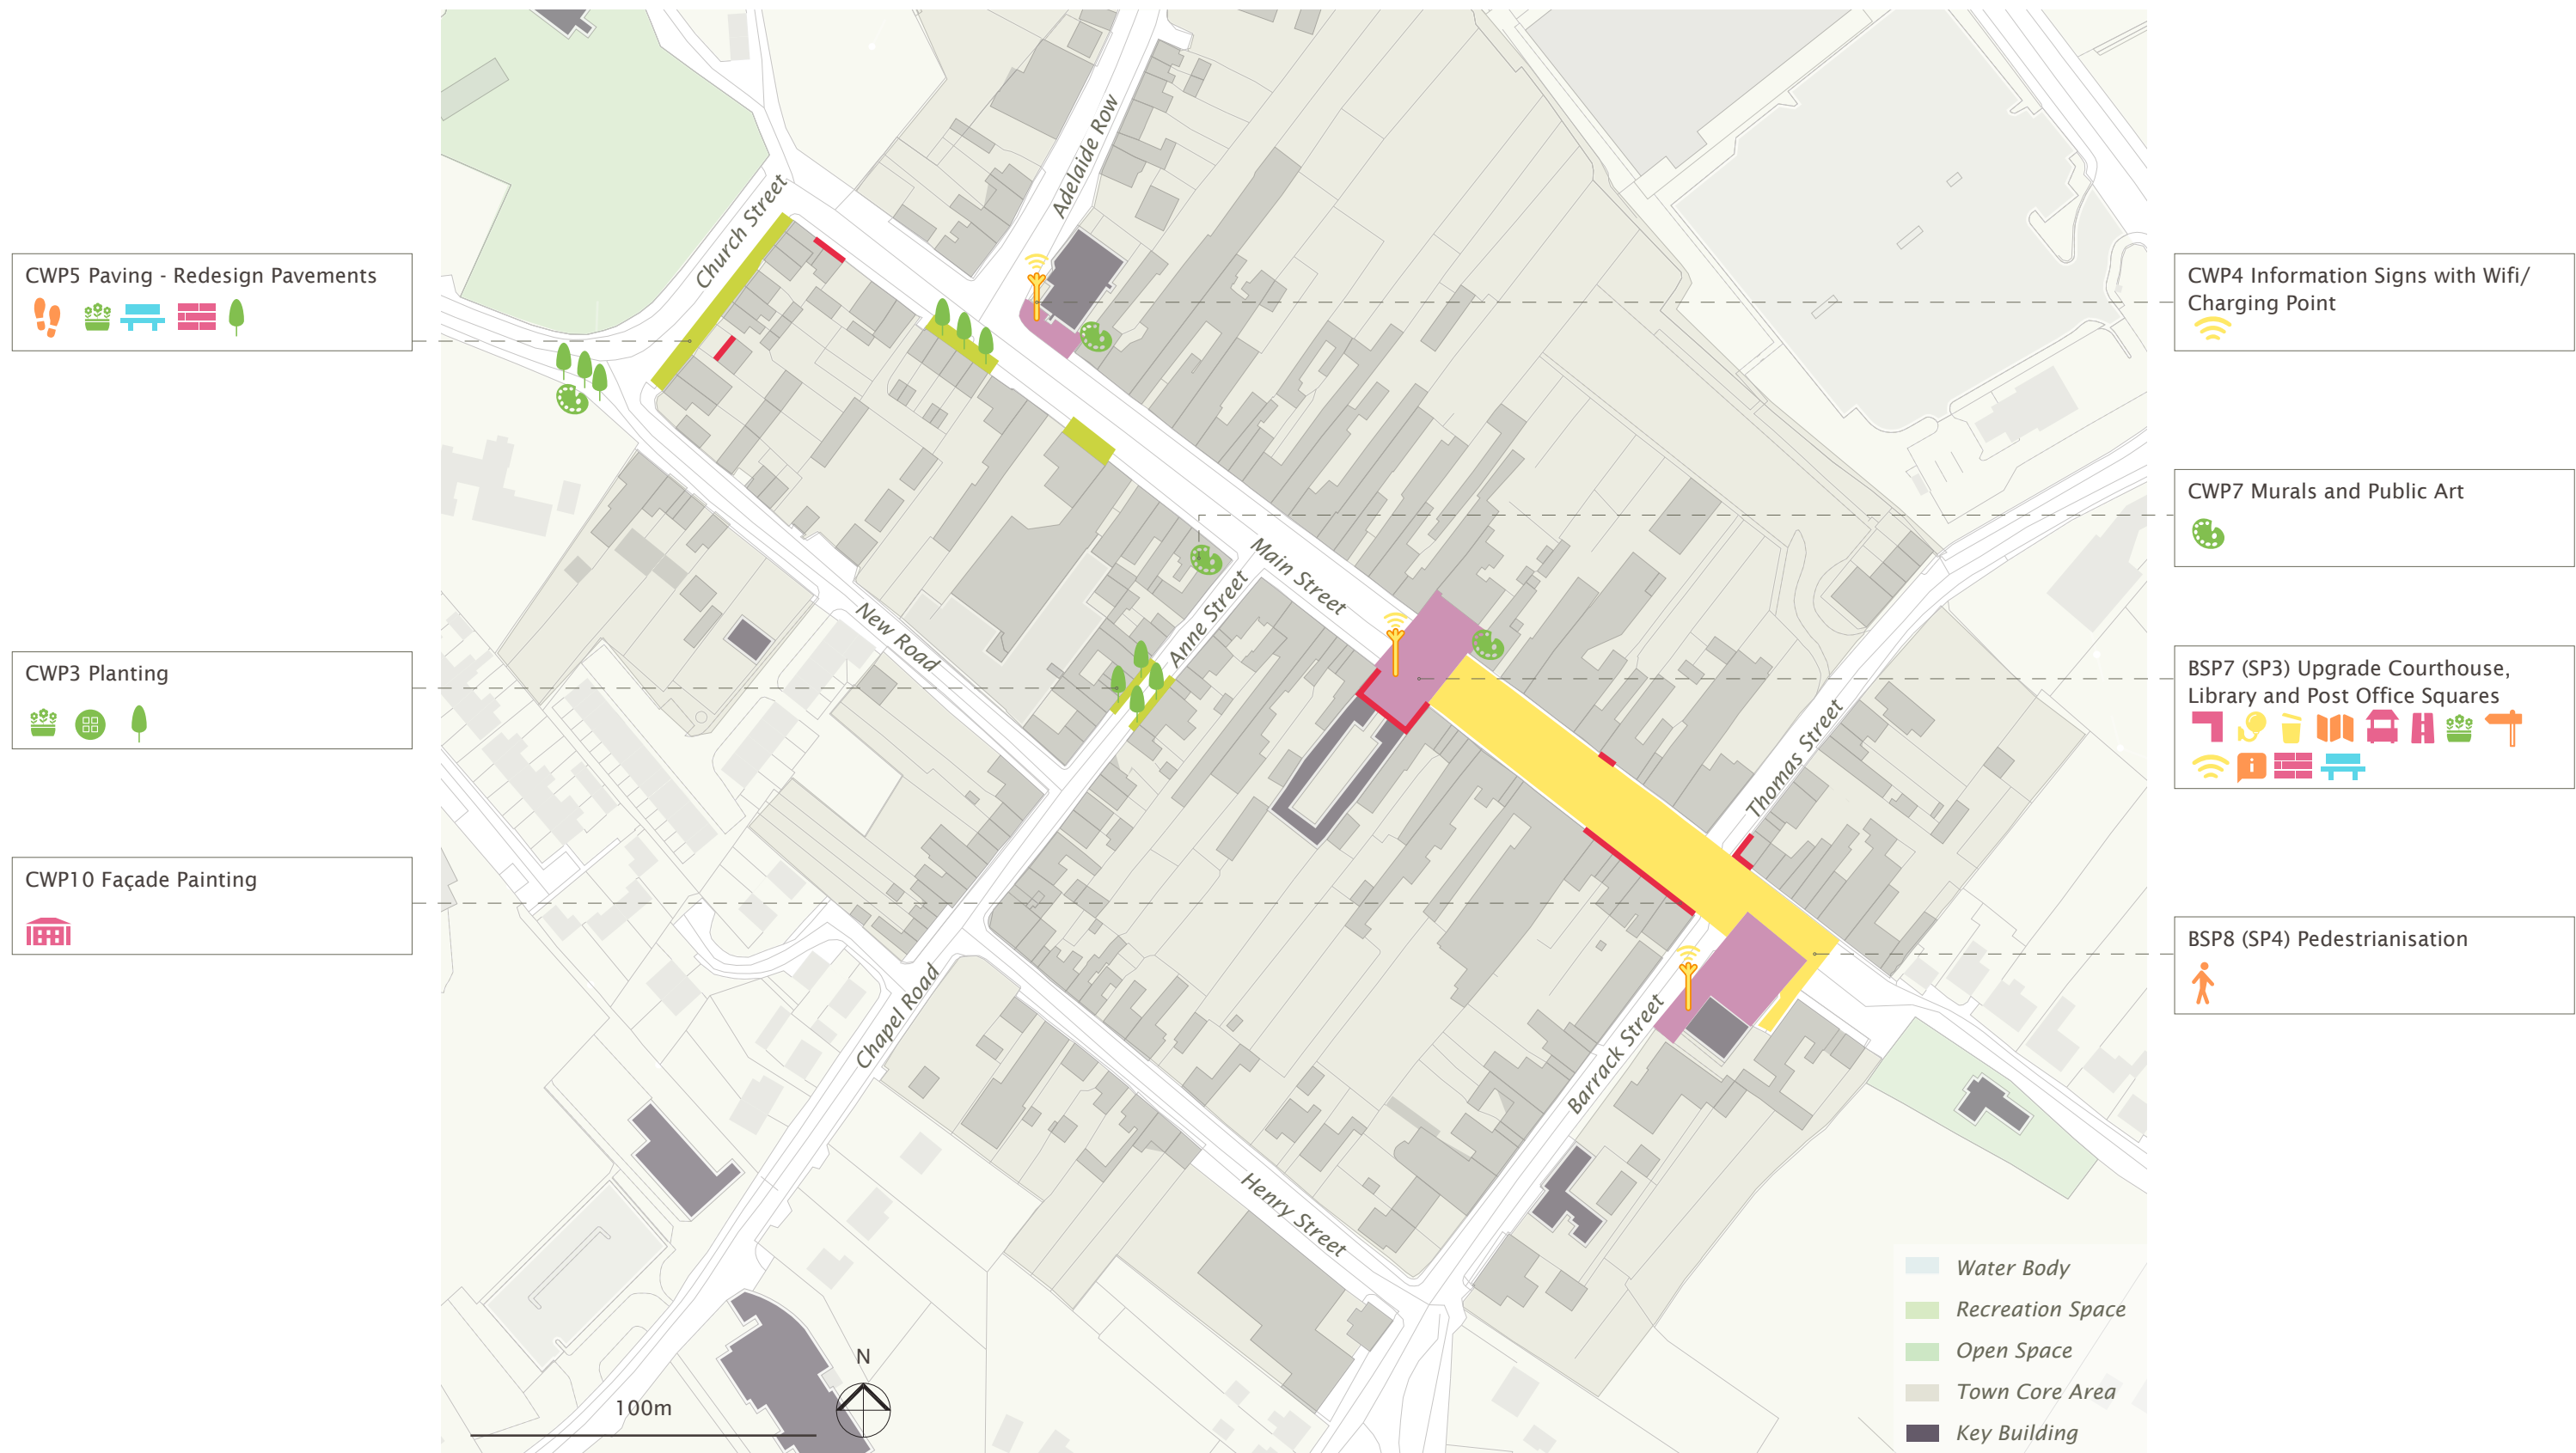 CWP5 Paving - Redesign Pavements
CWP3 Planting
CWP10 Façade Painting
Church Street
Adelaide Row
Main Street
Anne Street
New Road
Thomas Street
Chapel Road
Barrack Street
Henry Street
N
100m
CWP4 Information Signs with Wifi/
Charging Point
CWP7 Murals and Public Art
BSP7 (SP3) Upgrade Courthouse,
Library and Post Office Squares
i
BSP8 (SP4) Pedestrianisation
Water Body
Recreation Space
Open Space
Town Core Area
Key Building